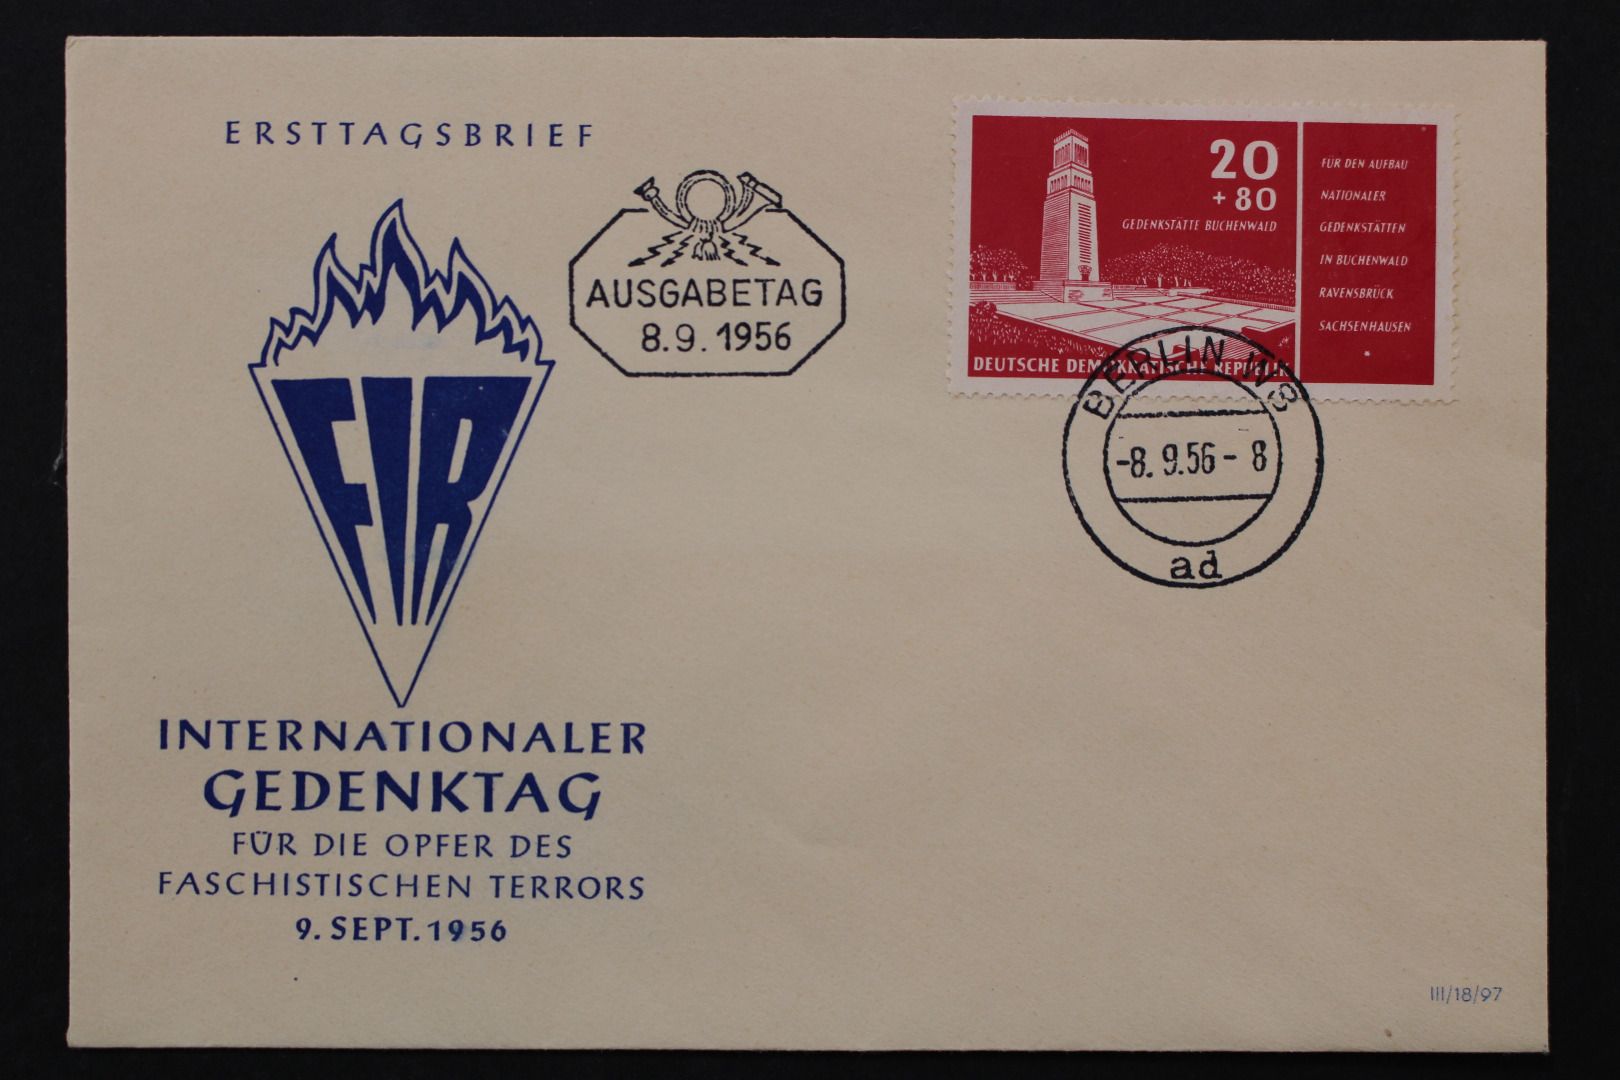 ERSTTAGSBRIEF
AUSGABETAG
8.9.1956
FIR
INTERNATIONALER
GEDENKTAG
FÜR DIE OPFER DES
FASCHISTISCHEN TERRORS
9. SEPT. 1956
20
+ 80
GEDENKSTÄTTE BUCHENWALD
DEUTSCHE DEMOKRATISCHE REPUBLIK
FÜR DEN AUFBAU
NATIONALER
GEDENKSTÄTTEN
IN BUCHENWALD
RAVENSBRÜCK
SACHSENHAUSEN
BERLIN W8
-8. 9.56 - 8
ad
III/18/97